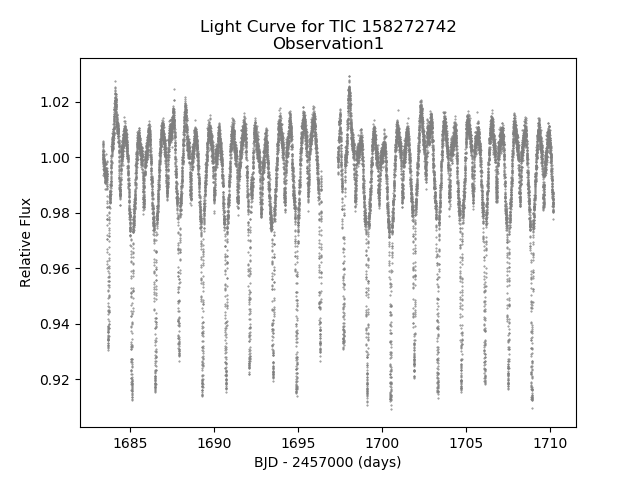 Light Curve for TIC 158272742
Observation1
1.02
1.00
0.98
0.96
0.94
0.92
Relative Flux
1685 1690 1695 1700 1705 1710
BJD - 2457000 (days)